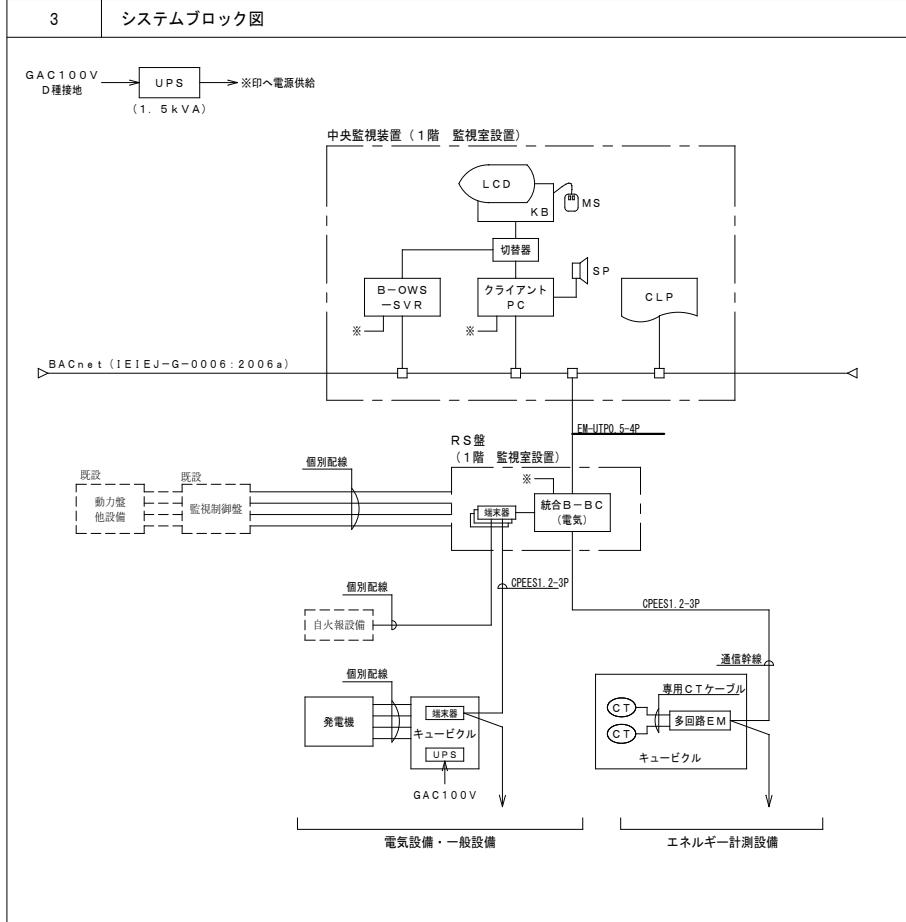 3 システムブロック図
GAC100V
D種接地
UPS
※印へ電源供給
(1.5kVA)
中央監視装置(1階 監視室設置)
LCD
KB
MS
切替器
SP
B-OWS
-SVR
クライアント
PC
CLP
※
※
BACnet(IEIEJ-G-0006:2006a)
EM-UTP0.5-4P
RS盤
(1階 監視室設置)
※
個別配線
既設
動力盤
他設備
既設
監視制御盤
端末器
統合B-BC
(電気)
CPEES1.2-3P
CPEES1.2-3P
個別配線
自火報設備
通信幹線
個別配線
発電機
端末器
キュービクル
UPS
GAC100V
専用CTケーブル
CT
CT
多回路EM
キュービクル
電気設備・一般設備
エネルギー計測設備